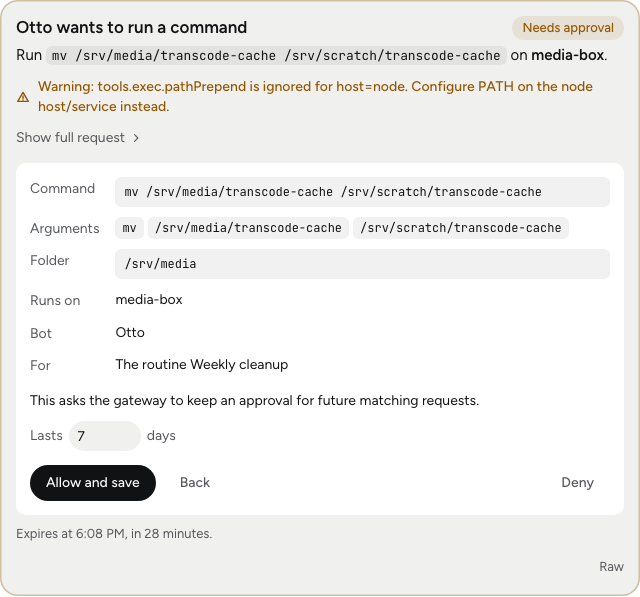 Otto wants to run a command
Needs approval
Run mv /srv/media/transcode-cache /srv/scratch/transcode-cache on media-box.
Warning: tools.exec.pathPrepend is ignored for host=node. Configure PATH on the node
host/service instead.
Show full request
Command mv /srv/media/transcode-cache /srv/scratch/transcode-cache
Arguments mv /srv/media/transcode-cache /srv/scratch/transcode-cache
Folder /srv/media
Runs on media-box
Bot Otto
For The routine Weekly cleanup
This asks the gateway to keep an approval for future matching requests.
Lasts 7 days
Allow and save Back Deny
Expires at 6:08 PM, in 28 minutes.
Raw